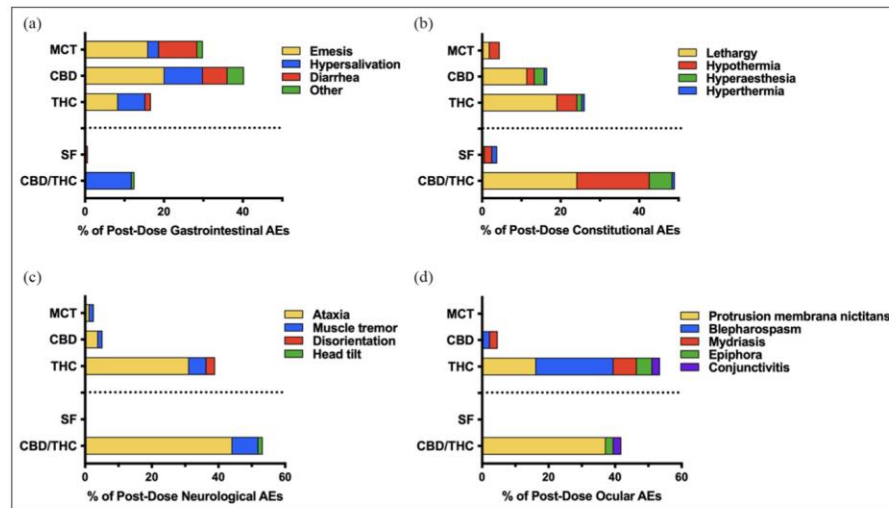 (a)
MCT
CBD
THC
SF
CBD/THC
Emesis
Hypersalivation
Diarrhea
Other
0 20 40
% of Post-Dose Gastrointestinal AEs
(b)
MCT
CBD
THC
SF
CBD/THC
Lethargy
Hypothermia
Hyperaesthesia
Hyperthermia
0 20 40
% of Post-Dose Constitutional AEs
(c)
MCT
CBD
THC
SF
CBD/THC
Ataxia
Muscle tremor
Disorientation
Head tilt
0 20 40 60
% of Post-Dose Neurological AEs
(d)
MCT
CBD
THC
SF
CBD/THC
Protrusion membrana nictitans
Blepharospasm
Mydriasis
Epiphora
Conjunctivitis
0 20 40 60
% of Post-Dose Ocular AEs